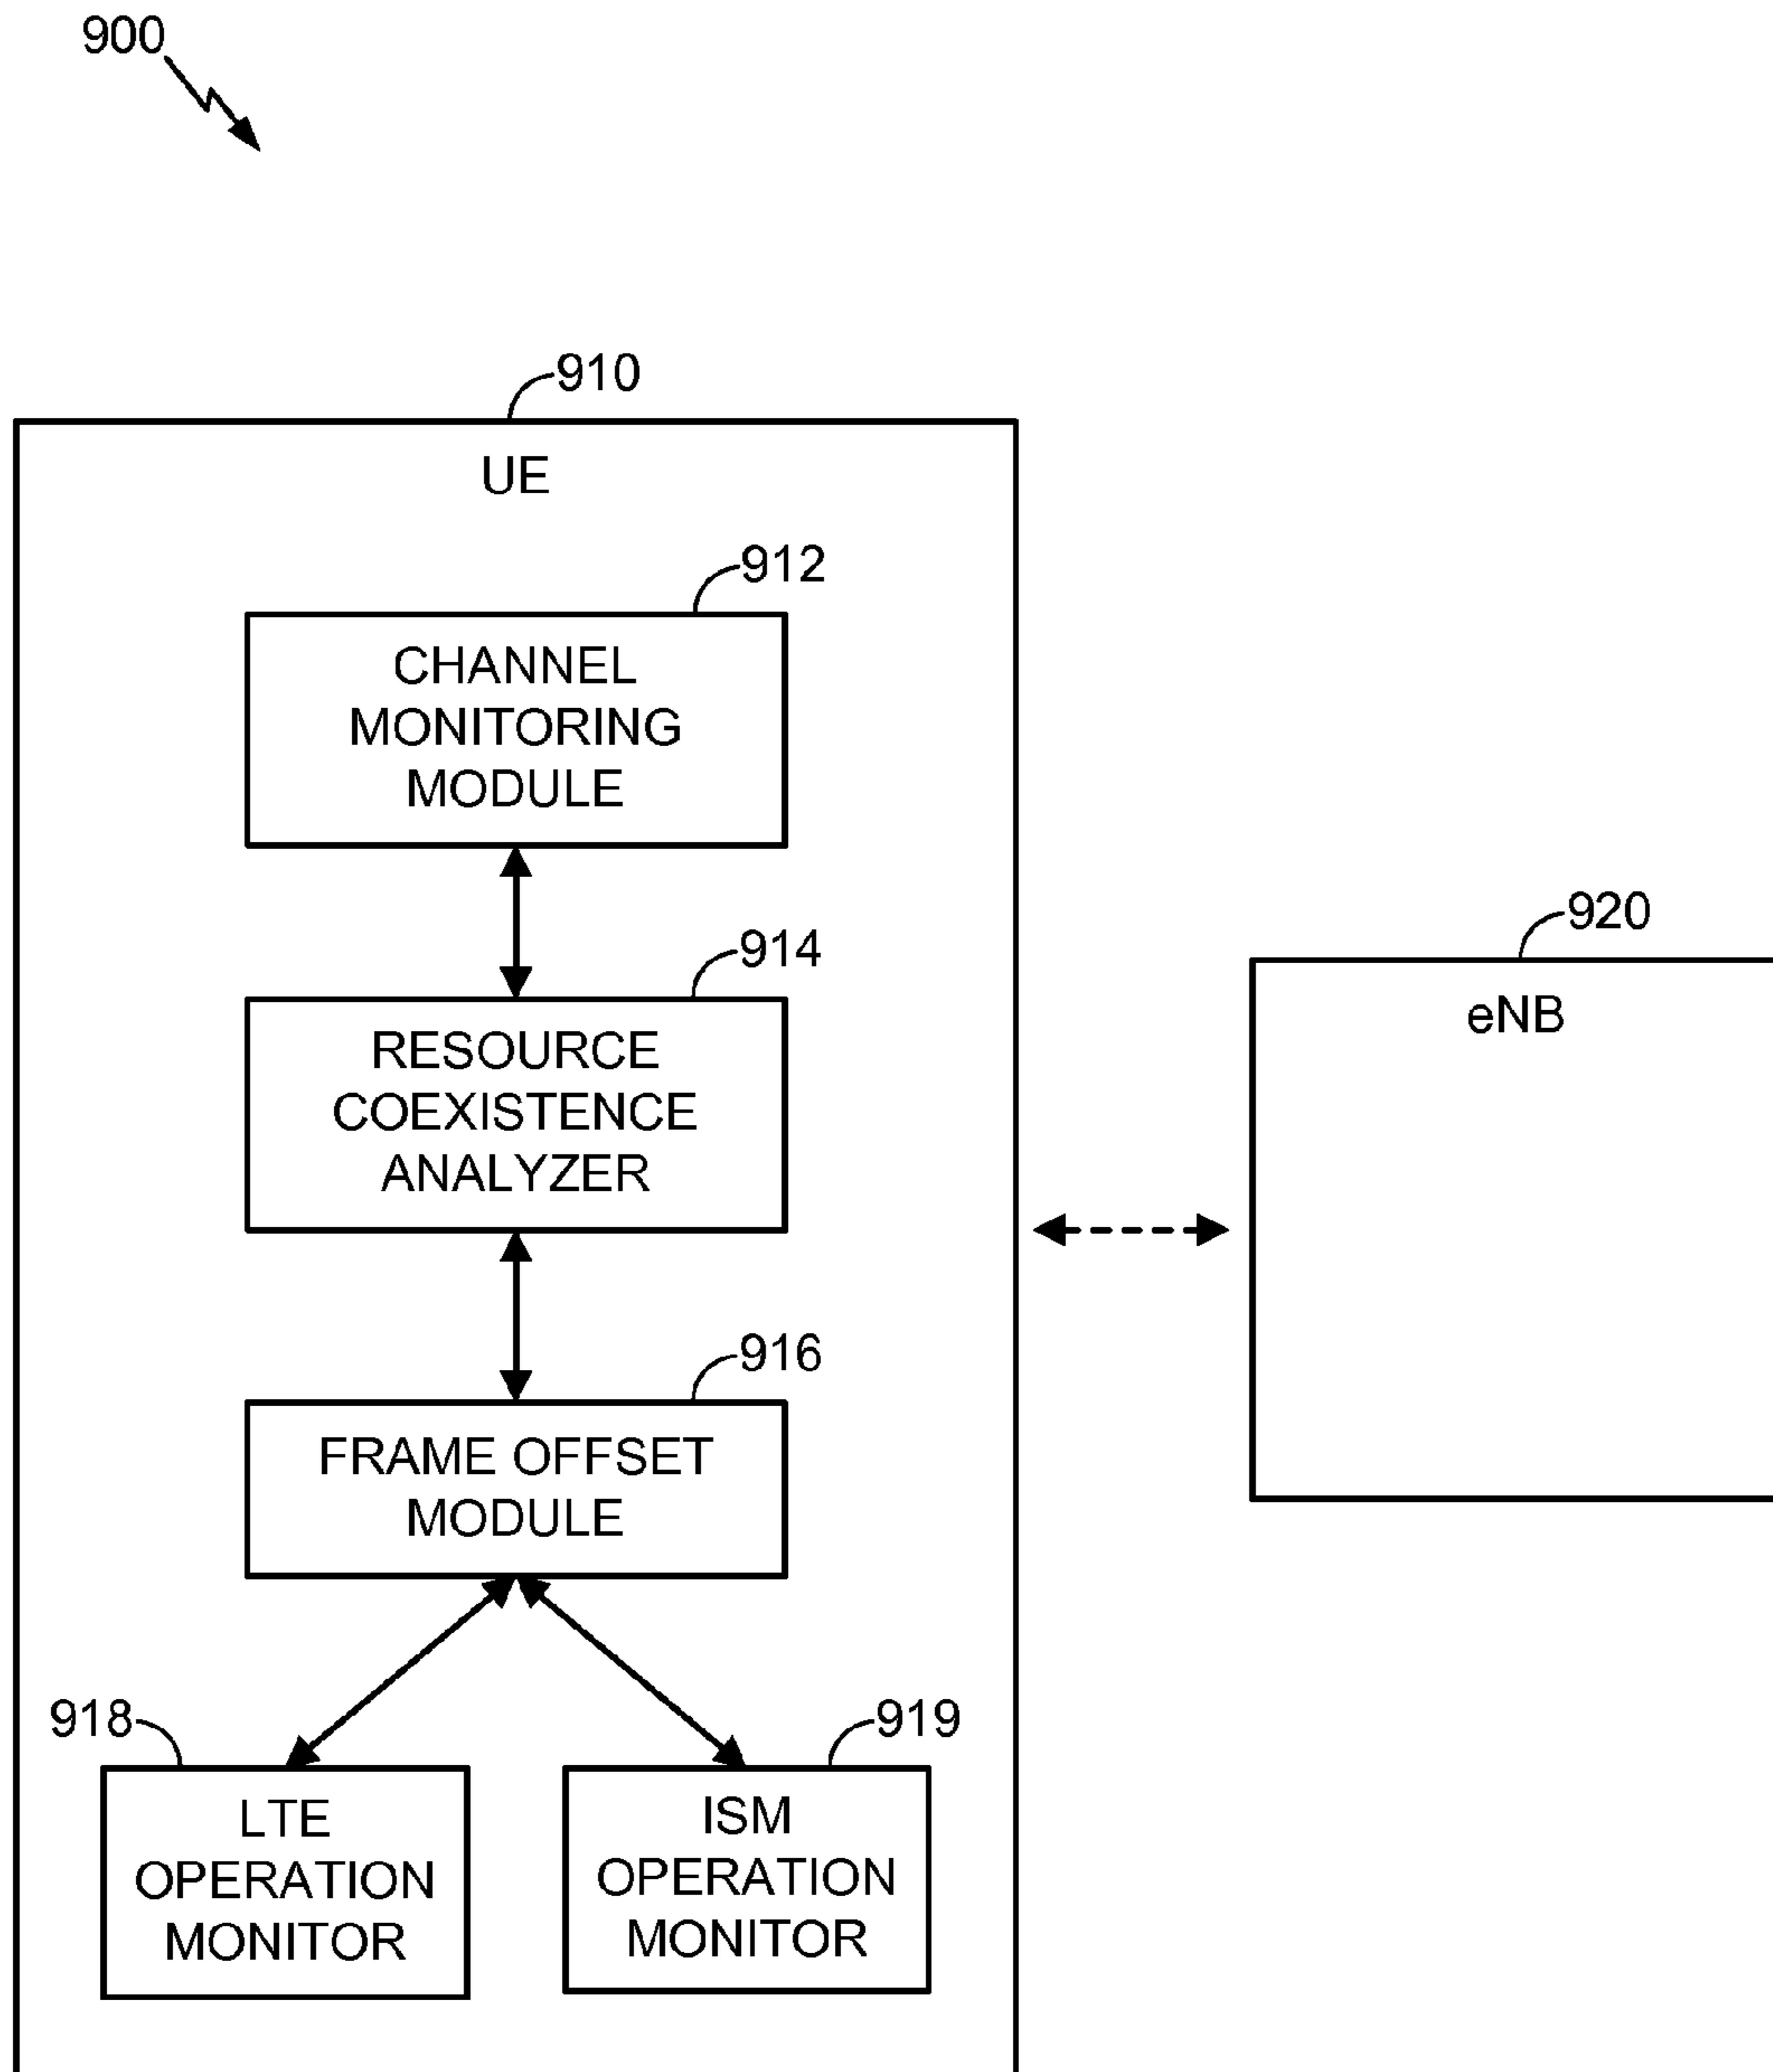 900
910
UE
912
CHANNEL
MONITORING
MODULE
914
RESOURCE
COEXISTENCE
ANALYZER
920
eNB
916
FRAME OFFSET
MODULE
918
LTE
OPERATION
MONITOR
919
ISM
OPERATION
MONITOR